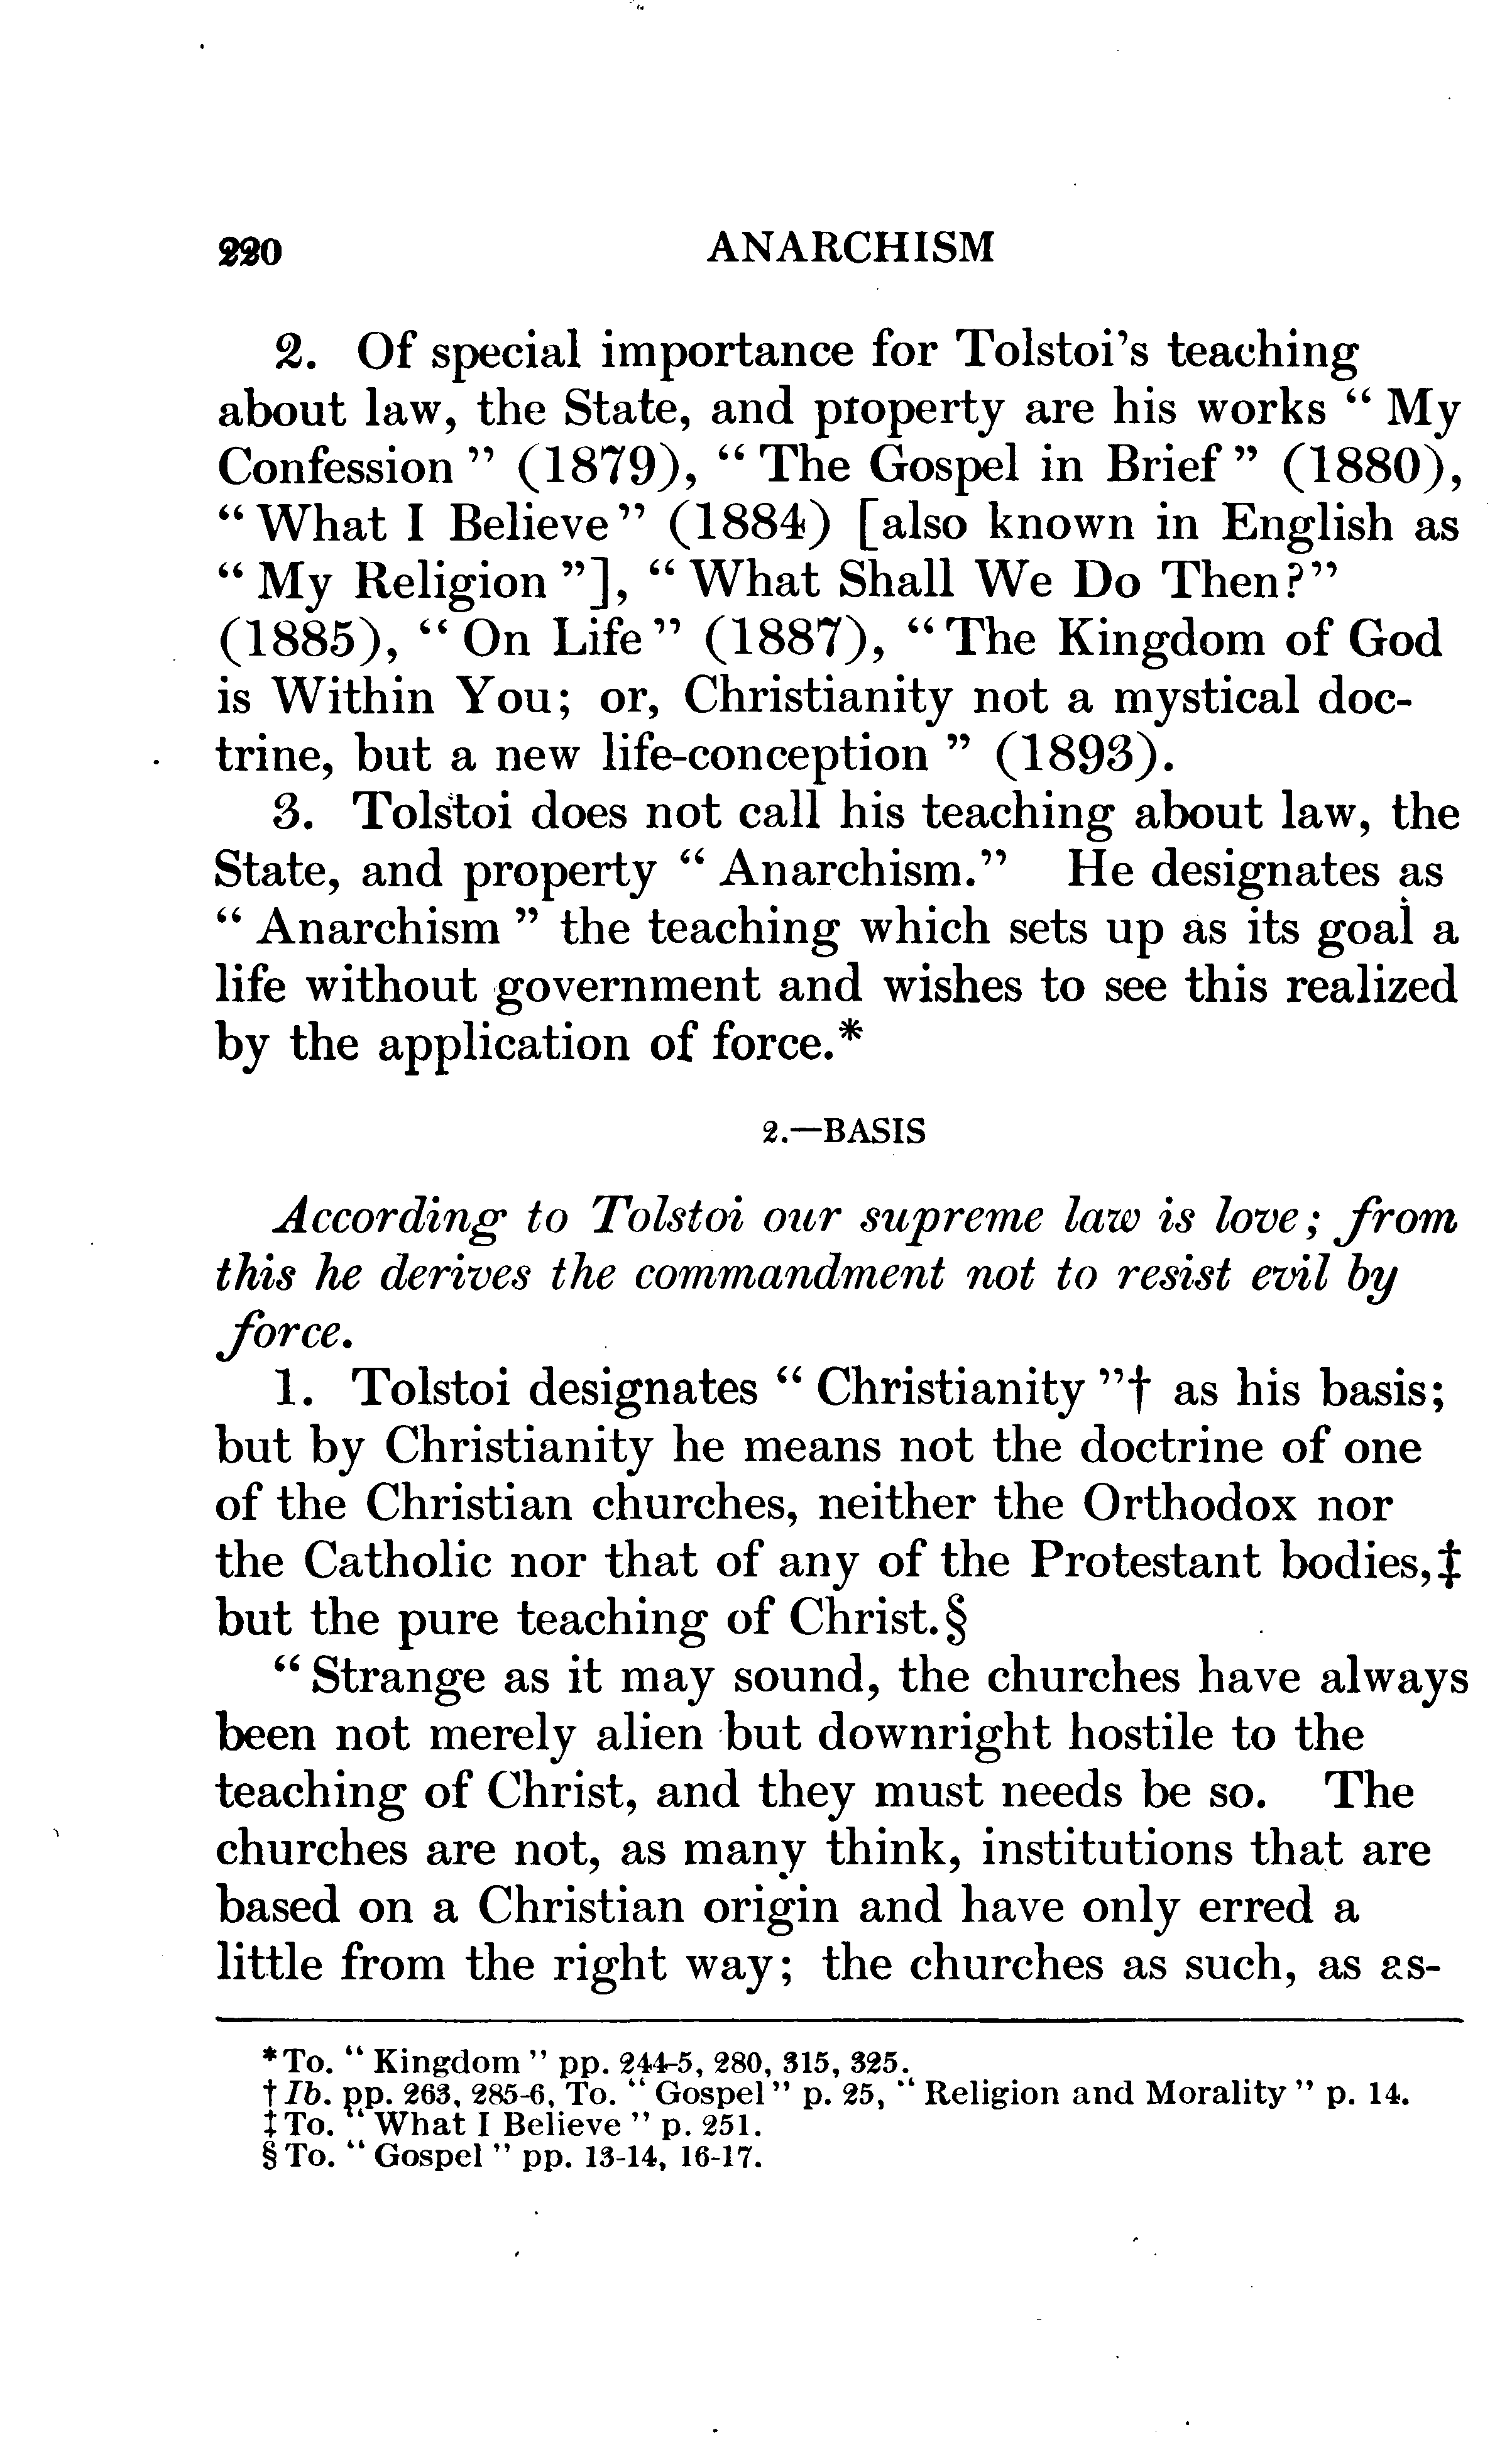 220 ANARCHISM
2. Of special importance for Tolstoi's teaching
about law, the State, and property are his works “ My
Confession ” (1879), “ The Gospel in Brief ” (1880),
“ What I Believe ” (1884) [also known in English as
“ My Religion ”], “ What Shall We Do Then? ”
(1885), “ On Life ” (1887), “ The Kingdom of God
is Within You; or, Christianity not a mystical doc-
trine, but a new life-conception ” (1893).
3. Tolstoi does not call his teaching about law, the
State, and property “ Anarchism.” He designates as
“ Anarchism ” the teaching which sets up as its goal a
life without government and wishes to see this realized
by the application of force.*
2.—BASIS
According to Tolstoi our supreme law is love; from
this he derives the commandment not to resist evil by
force.
1. Tolstoi designates “ Christianity ”† as his basis;
but by Christianity he means not the doctrine of one
of the Christian churches, neither the Orthodox nor
the Catholic nor that of any of the Protestant bodies,‡
but the pure teaching of Christ.§
“ Strange as it may sound, the churches have always
been not merely alien but downright hostile to the
teaching of Christ, and they must needs be so. The
churches are not, as many think, institutions that are
based on a Christian origin and have only erred a
little from the right way; the churches as such, as as-
* To. “ Kingdom ” pp. 244-5, 280, 315, 325.
† Ib. pp. 263, 285-6, To. “ Gospel ” p. 25, “ Religion and Morality ” p. 14.
‡ To. “ What I Believe ” p. 251.
§ To. “ Gospel ” pp. 13-14, 16-17.